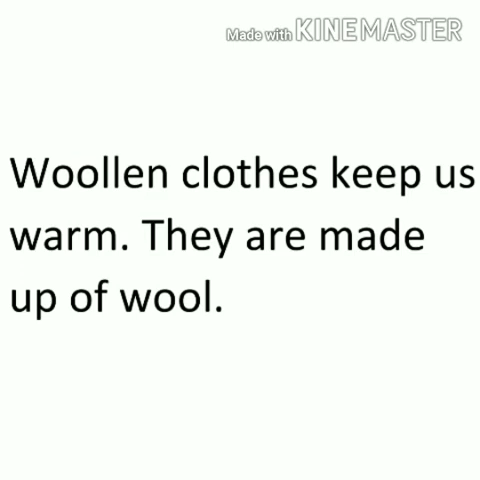 Made with KINEMASTER
Woollen clothes keep us
warm. They are made
up of wool.